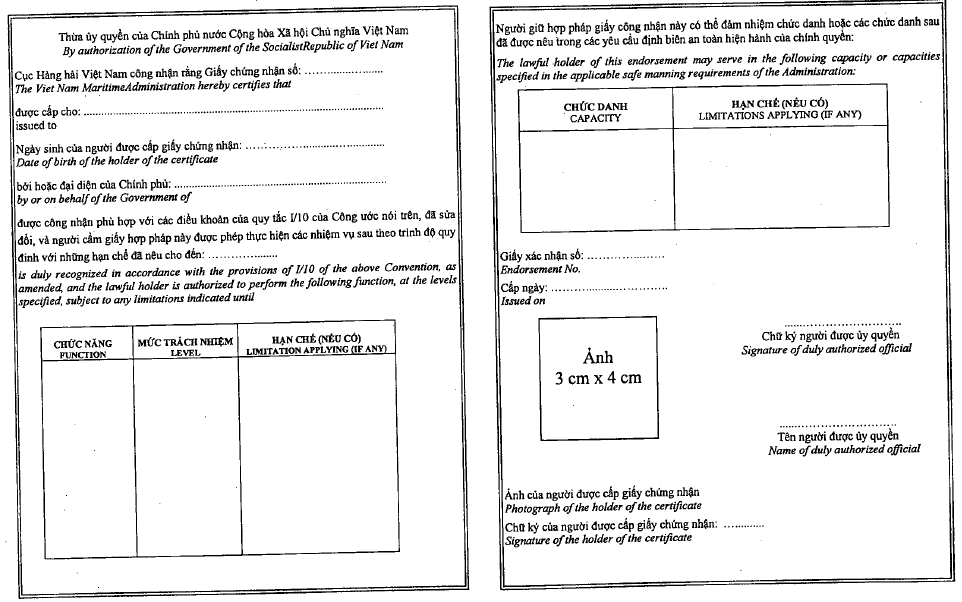 Thừa ủy quyền của Chính phủ nước Cộng hòa Xã hội Chủ nghĩa Việt Nam
By authorization of the Government of the SocialistRepublic of Viet Nam
Cục Hàng hải Việt Nam công nhận rằng Giấy chứng nhận số: ........................
The Viet Nam MaritimeAdministration hereby certifies that
được cấp cho: ....................................................................................
issued to
Ngày sinh của người được cấp giấy chứng nhận: ..........................................
Date of birth of the holder of the certificate
bởi hoặc đại diện của Chính phủ: ................................................................
by or on behalf of the Government of
được công nhận phù hợp với các điều khoản của quy tắc I/10 của Công ước nói trên, đã sửa
đổi, và người cầm giấy hợp pháp này được phép thực hiện các nhiệm vụ sau theo trình độ quy
đinh với những hạn chế đã nêu cho đến: .....................
is duly recognized in accordance with the provisions of I/10 of the above Convention, as
amended, and the lawful holder is authorized to perform the following function, at the levels
specified, subject to any limitations indicated until
CHỨC NĂNG
FUNCTION
MỨC TRÁCH NHIỆM
LEVEL
HẠN CHẾ (NẾU CÓ)
LIMITATION APPLYING (IF ANY)
Người giữ hợp pháp giấy công nhận này có thể đảm nhiệm chức danh hoặc các chức danh sau
đã được nêu trong các yêu cầu định biên an toàn hiện hành của chính quyền:
The lawful holder of this endorsement may serve in the following capacity or capacities
specified in the applicable safe manning requirements of the Administration:
CHỨC DANH
CAPACITY
HẠN CHẾ (NẾU CÓ)
LIMITATIONS APPLYING (IF ANY)
Giấy xác nhận số: .......................
Endorsement No.
Cấp ngày: ...................................
Issued on
Ảnh
3 cm x 4 cm
...................................
Chữ ký người được ủy quyền
Signature of duly authorized official
...................................
Tên người được ủy quyền
Name of duly authorized official
Ảnh của người được cấp giấy chứng nhận
Photograph of the holder of the certificate
Chữ ký của người được cấp giấy chứng nhận: ............
Signature of the holder of the certificate